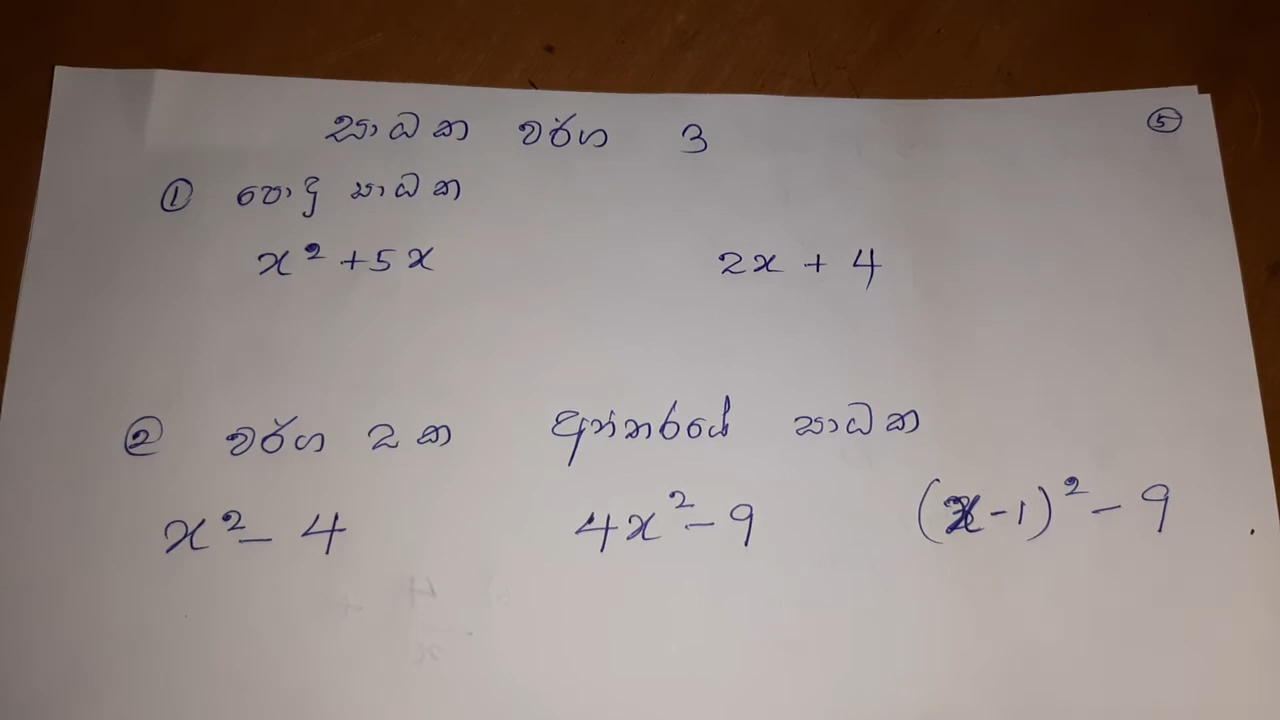 සාධක වර්ග 3 ⑤
① පොදු සාධක
x² + 5x 2x + 4
② වර්ග 2ක අන්තරයේ සාධක
x² - 4 4x² - 9 (x - 1)² - 9